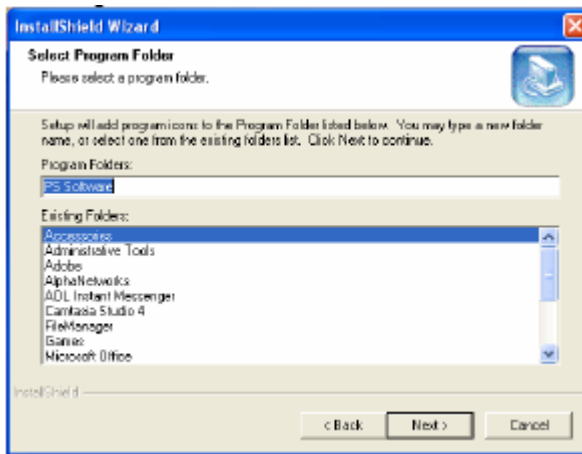 InstallShield Wizard
Select Program Folder
Please select a program folder.
Setup will add program icons to the Program Folder listed below. You may type a new folder
name, or select one from the existing folders list. Click Next to continue.
Program Folders:
PS Software
Existing Folders:
Accessories
Administrative Tools
Adobe
AlphaNetworks
AOL Instant Messenger
Camtasia Studio 4
FileManager
Games
Microsoft Office
InstallShield
< Back
Next >
Cancel